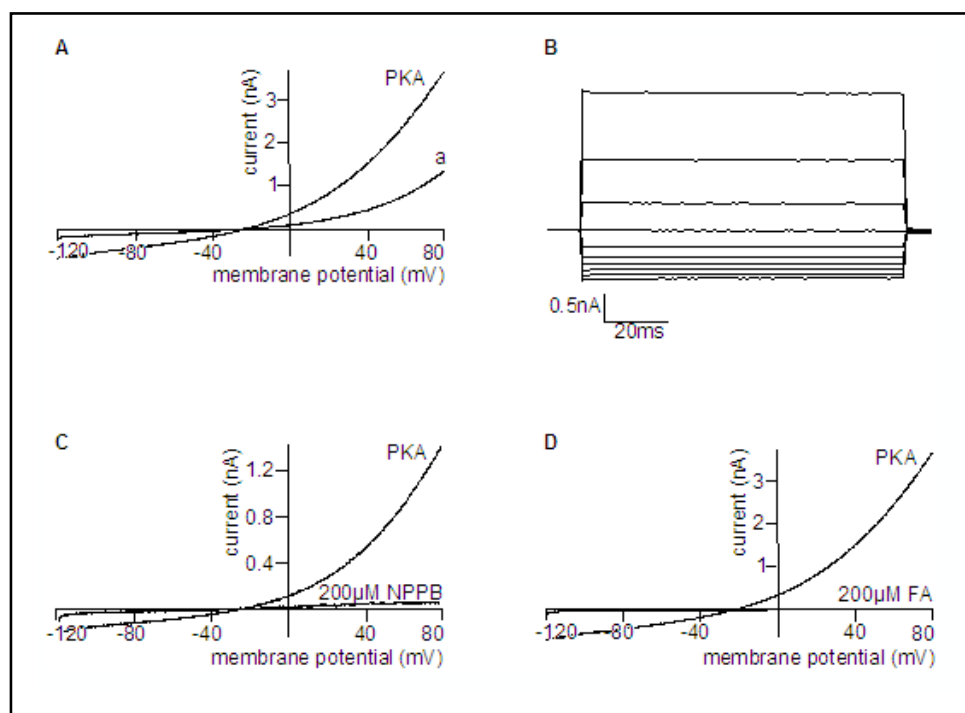 A
current (nA)
PKA
3
2
a
1
-120 -80 -40 40 80
membrane potential (mV)
B
0.5nA
20ms
C
current (nA)
PKA
1.2
0.8
0.4
200µM NPPB
-120 -80 -40 40 80
membrane potential (mV)
D
current (nA)
PKA
3
2
1
200µM FA
-120 -80 -40 40 80
membrane potential (mV)